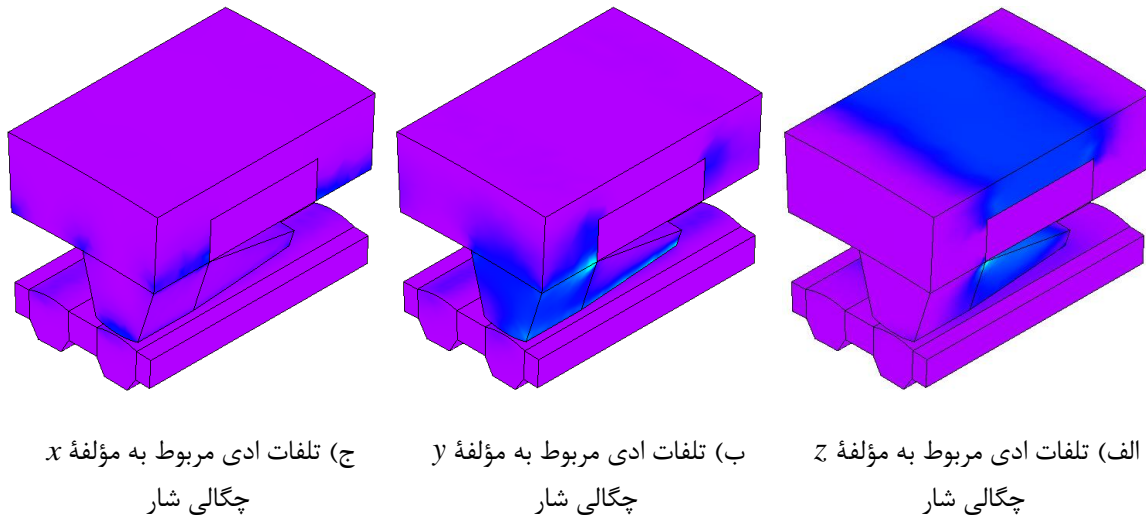 الف) تلفات ادی مربوط به مؤلفهٔ z
چگالی شار
ب) تلفات ادی مربوط به مؤلفهٔ y
چگالی شار
ج) تلفات ادی مربوط به مؤلفهٔ x
چگالی شار